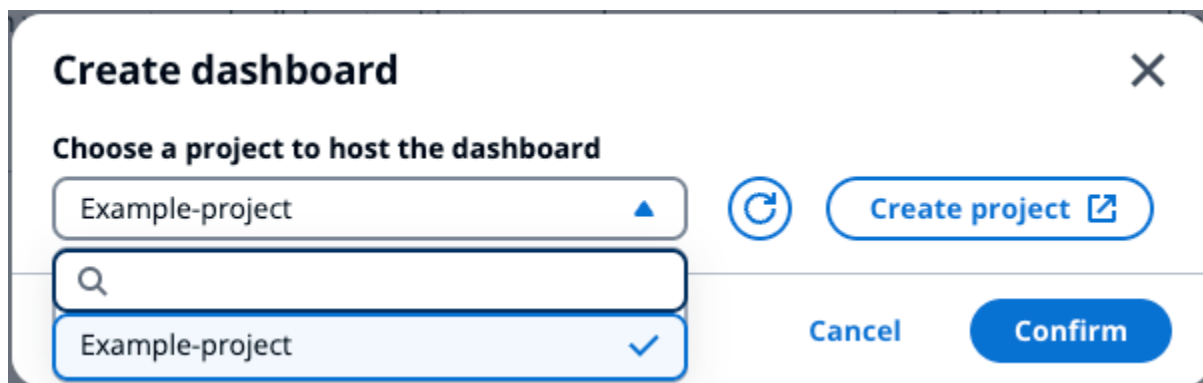 Create dashboard
Choose a project to host the dashboard
Example-project
Create project
Example-project
Cancel
Confirm